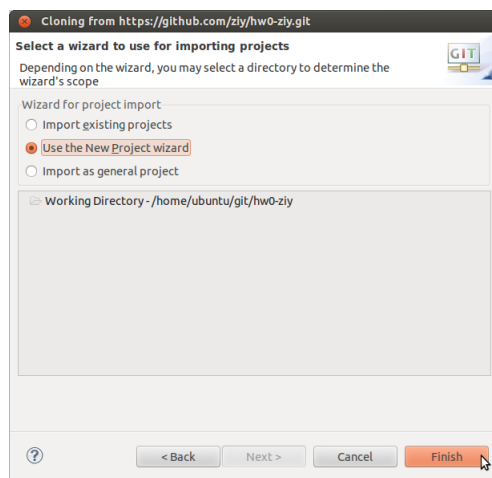 Cloning from https://github.com/ziy/hw0-ziy.git
Select a wizard to use for importing projects
Depending on the wizard, you may select a directory to determine the
wizard's scope
GIT
Wizard for project import
Import existing projects
Use the New Project wizard
Import as general project
Working Directory - /home/ubuntu/git/hw0-ziy
?
< Back
Next >
Cancel
Finish